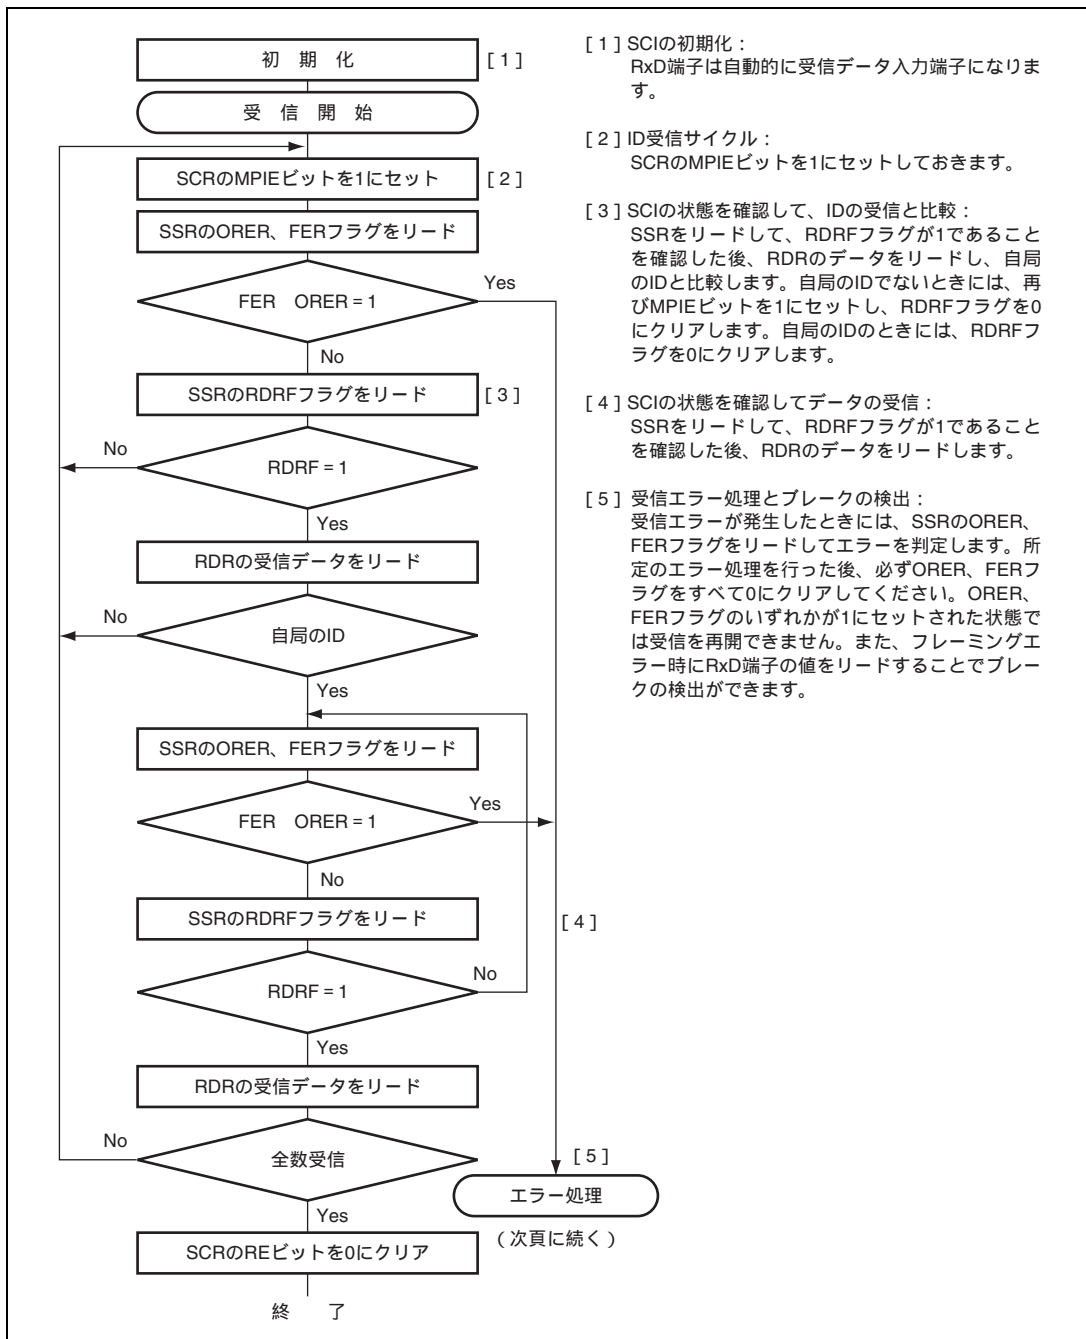 初 期 化
[ 1 ]
受 信 開 始
SCRのMPIEビットを1にセット
[ 2 ]
SSRのORER、FERフラグをリード
FER ORER = 1
Yes
No
SSRのRDRFフラグをリード
[ 3 ]
No
RDRF = 1
Yes
RDRの受信データをリード
No
自局のID
Yes
SSRのORER、FERフラグをリード
FER ORER = 1
Yes
No
SSRのRDRFフラグをリード
[ 4 ]
RDRF = 1
No
Yes
RDRの受信データをリード
No
全数受信
[ 5 ]
エラー処理
Yes
(次頁に続く)
SCRのREビットを0にクリア
終 了
[ 1 ] SCIの初期化:
RxD端子は自動的に受信データ入力端子になりま
す。
[ 2 ] ID受信サイクル:
SCRのMPIEビットを1にセットしておきます。
[ 3 ] SCIの状態を確認して、IDの受信と比較:
SSRをリードして、RDRFフラグが1であること
を確認した後、RDRのデータをリードし、自局
のIDと比較します。自局のIDでないときには、再
びMPIEビットを1にセットし、RDRFフラグを0
にクリアします。自局のIDのときには、RDRFフ
ラグを0にクリアします。
[ 4 ] SCIの状態を確認してデータの受信:
SSRをリードして、RDRFフラグが1であること
を確認した後、RDRのデータをリードします。
[ 5 ] 受信エラー処理とブレークの検出:
受信エラーが発生したときには、SSRのORER、
FERフラグをリードしてエラーを判定します。所
定のエラー処理を行った後、必ずORER、FERフ
ラグをすべて0にクリアしてください。ORER、
FERフラグのいずれかが1にセットされた状態で
は受信を再開できません。また、フレーミングエ
ラー時にRxD端子の値をリードすることでブレー
クの検出ができます。